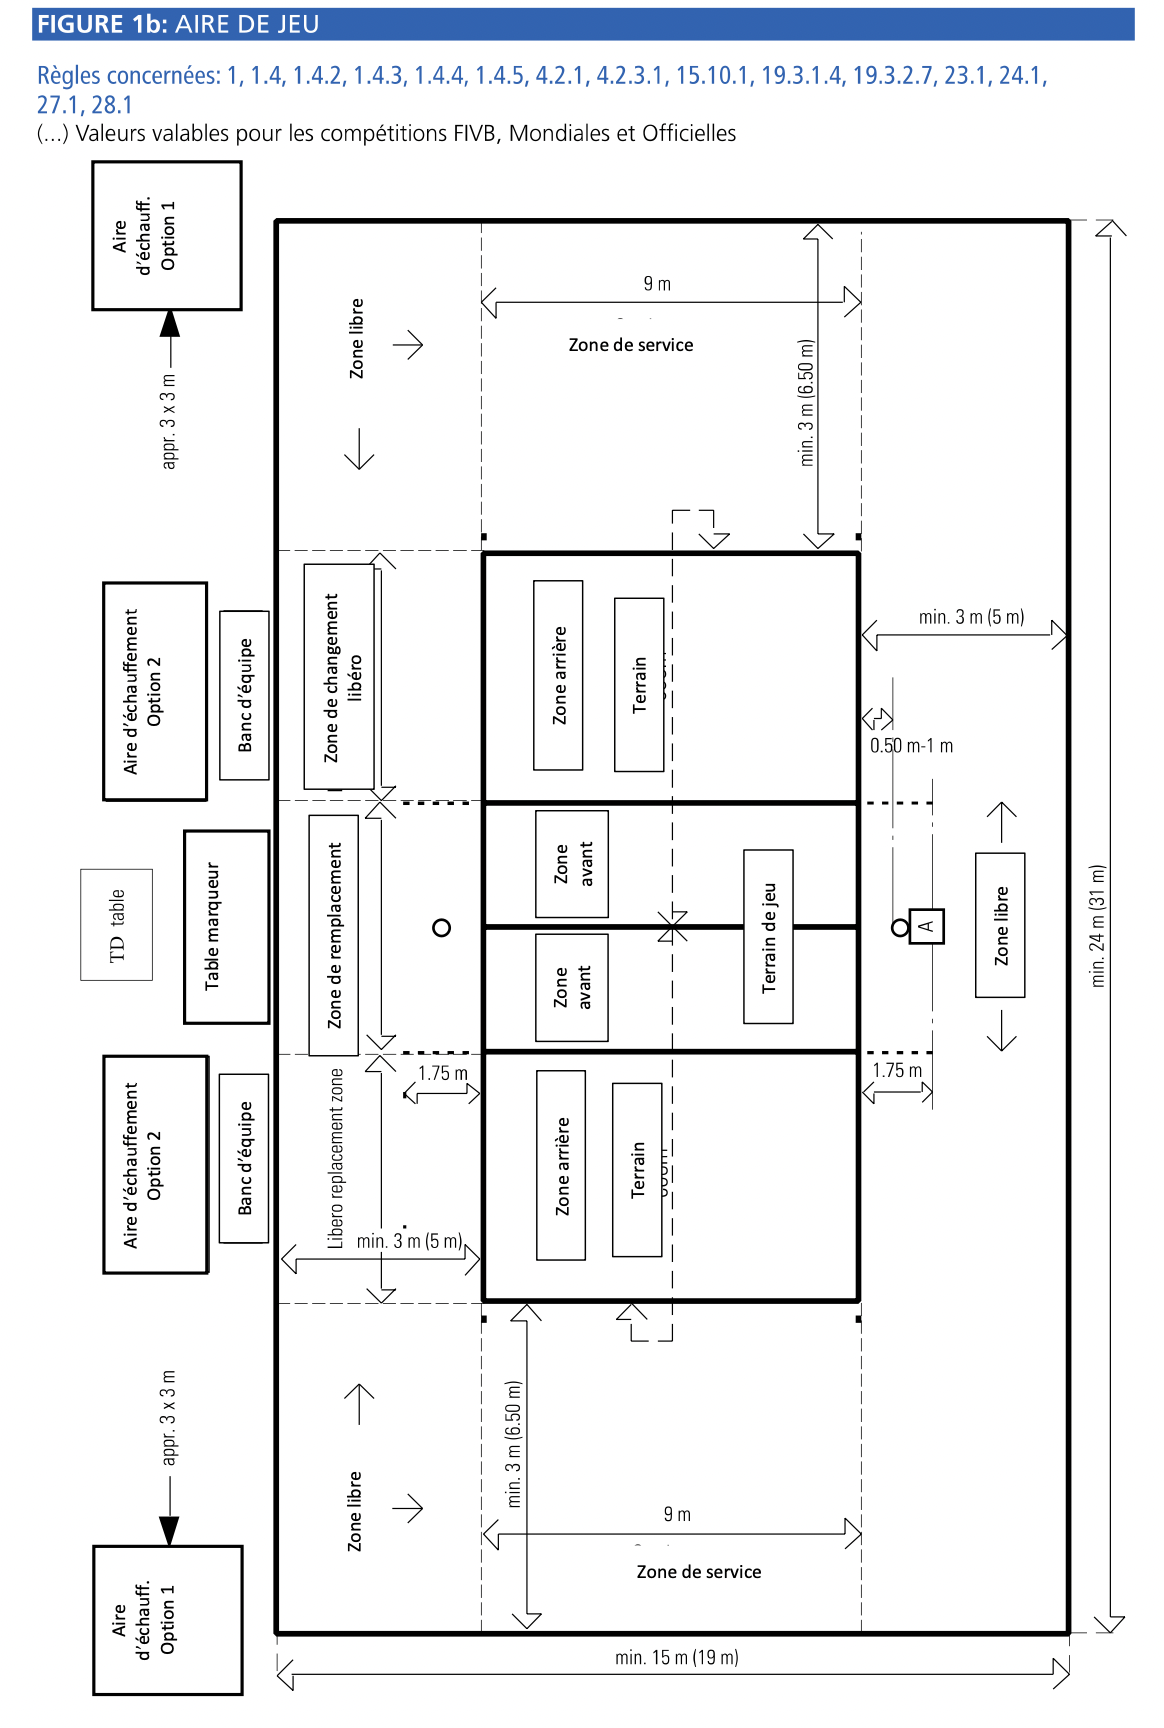 FIGURE 1b: AIRE DE JEU
Règles concernées: 1, 1.4, 1.4.2, 1.4.3, 1.4.4, 1.4.5, 4.2.1, 4.2.3.1, 15.10.1, 19.3.1.4, 19.3.2.7, 23.1, 24.1,
27.1, 28.1
(...) Valeurs valables pour les compétitions FIVB, Mondiales et Officielles
Aire
d'échauff.
Option 1
appr. 3 x 3 m
Zone libre
9 m
Zone de service
min. 3 m (6.50 m)
Aire d'échauffement
Option 2
Banc d'équipe
Zone de changement
libéro
Zone arrière
Terrain
min. 3 m (5 m)
0.50 m-1 m
TD table
Table marqueur
Zone de remplacement
Zone
avant
Zone
avant
Terrain de jeu
A
Zone libre
min. 24 m (31 m)
Aire d'échauffement
Option 2
Banc d'équipe
Libero replacement zone
1.75 m
1.75 m
min. 3 m (5 m)
Zone arrière
Terrain
appr. 3 x 3 m
Zone libre
min. 3 m (6.50 m)
9 m
Zone de service
Aire
d'échauff.
Option 1
min. 15 m (19 m)